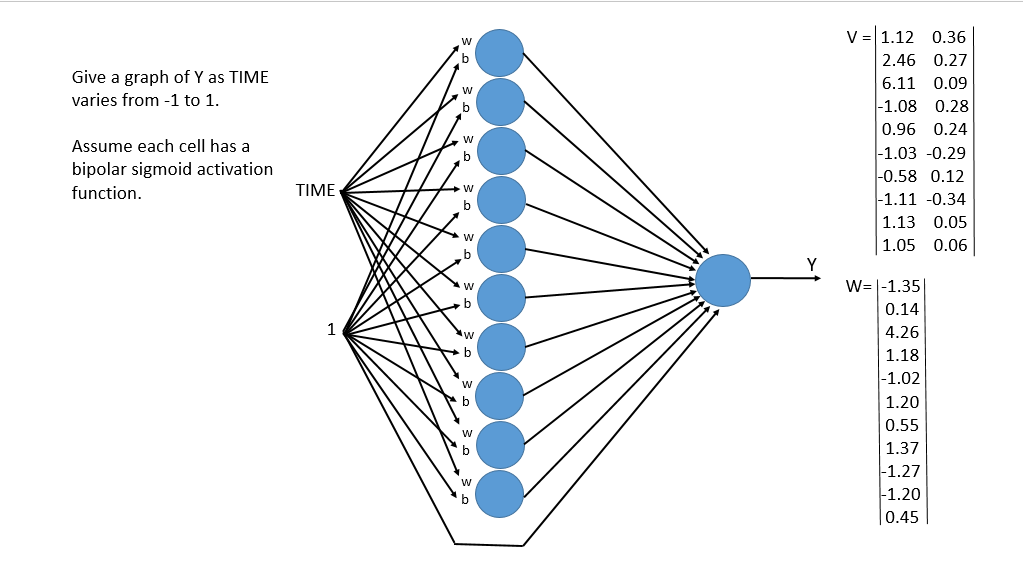 Give a graph of Y as TIME
varies from -1 to 1.
Assume each cell has a
bipolar sigmoid activation
function.
TIME
1
w
b
w
b
w
b
w
b
w
b
w
b
w
b
w
b
w
b
w
b
Y
V = 1.12 0.36
2.46 0.27
6.11 0.09
-1.08 0.28
0.96 0.24
-1.03 -0.29
-0.58 0.12
-1.11 -0.34
1.13 0.05
1.05 0.06
W= -1.35
0.14
4.26
1.18
-1.02
1.20
0.55
1.37
-1.27
-1.20
0.45